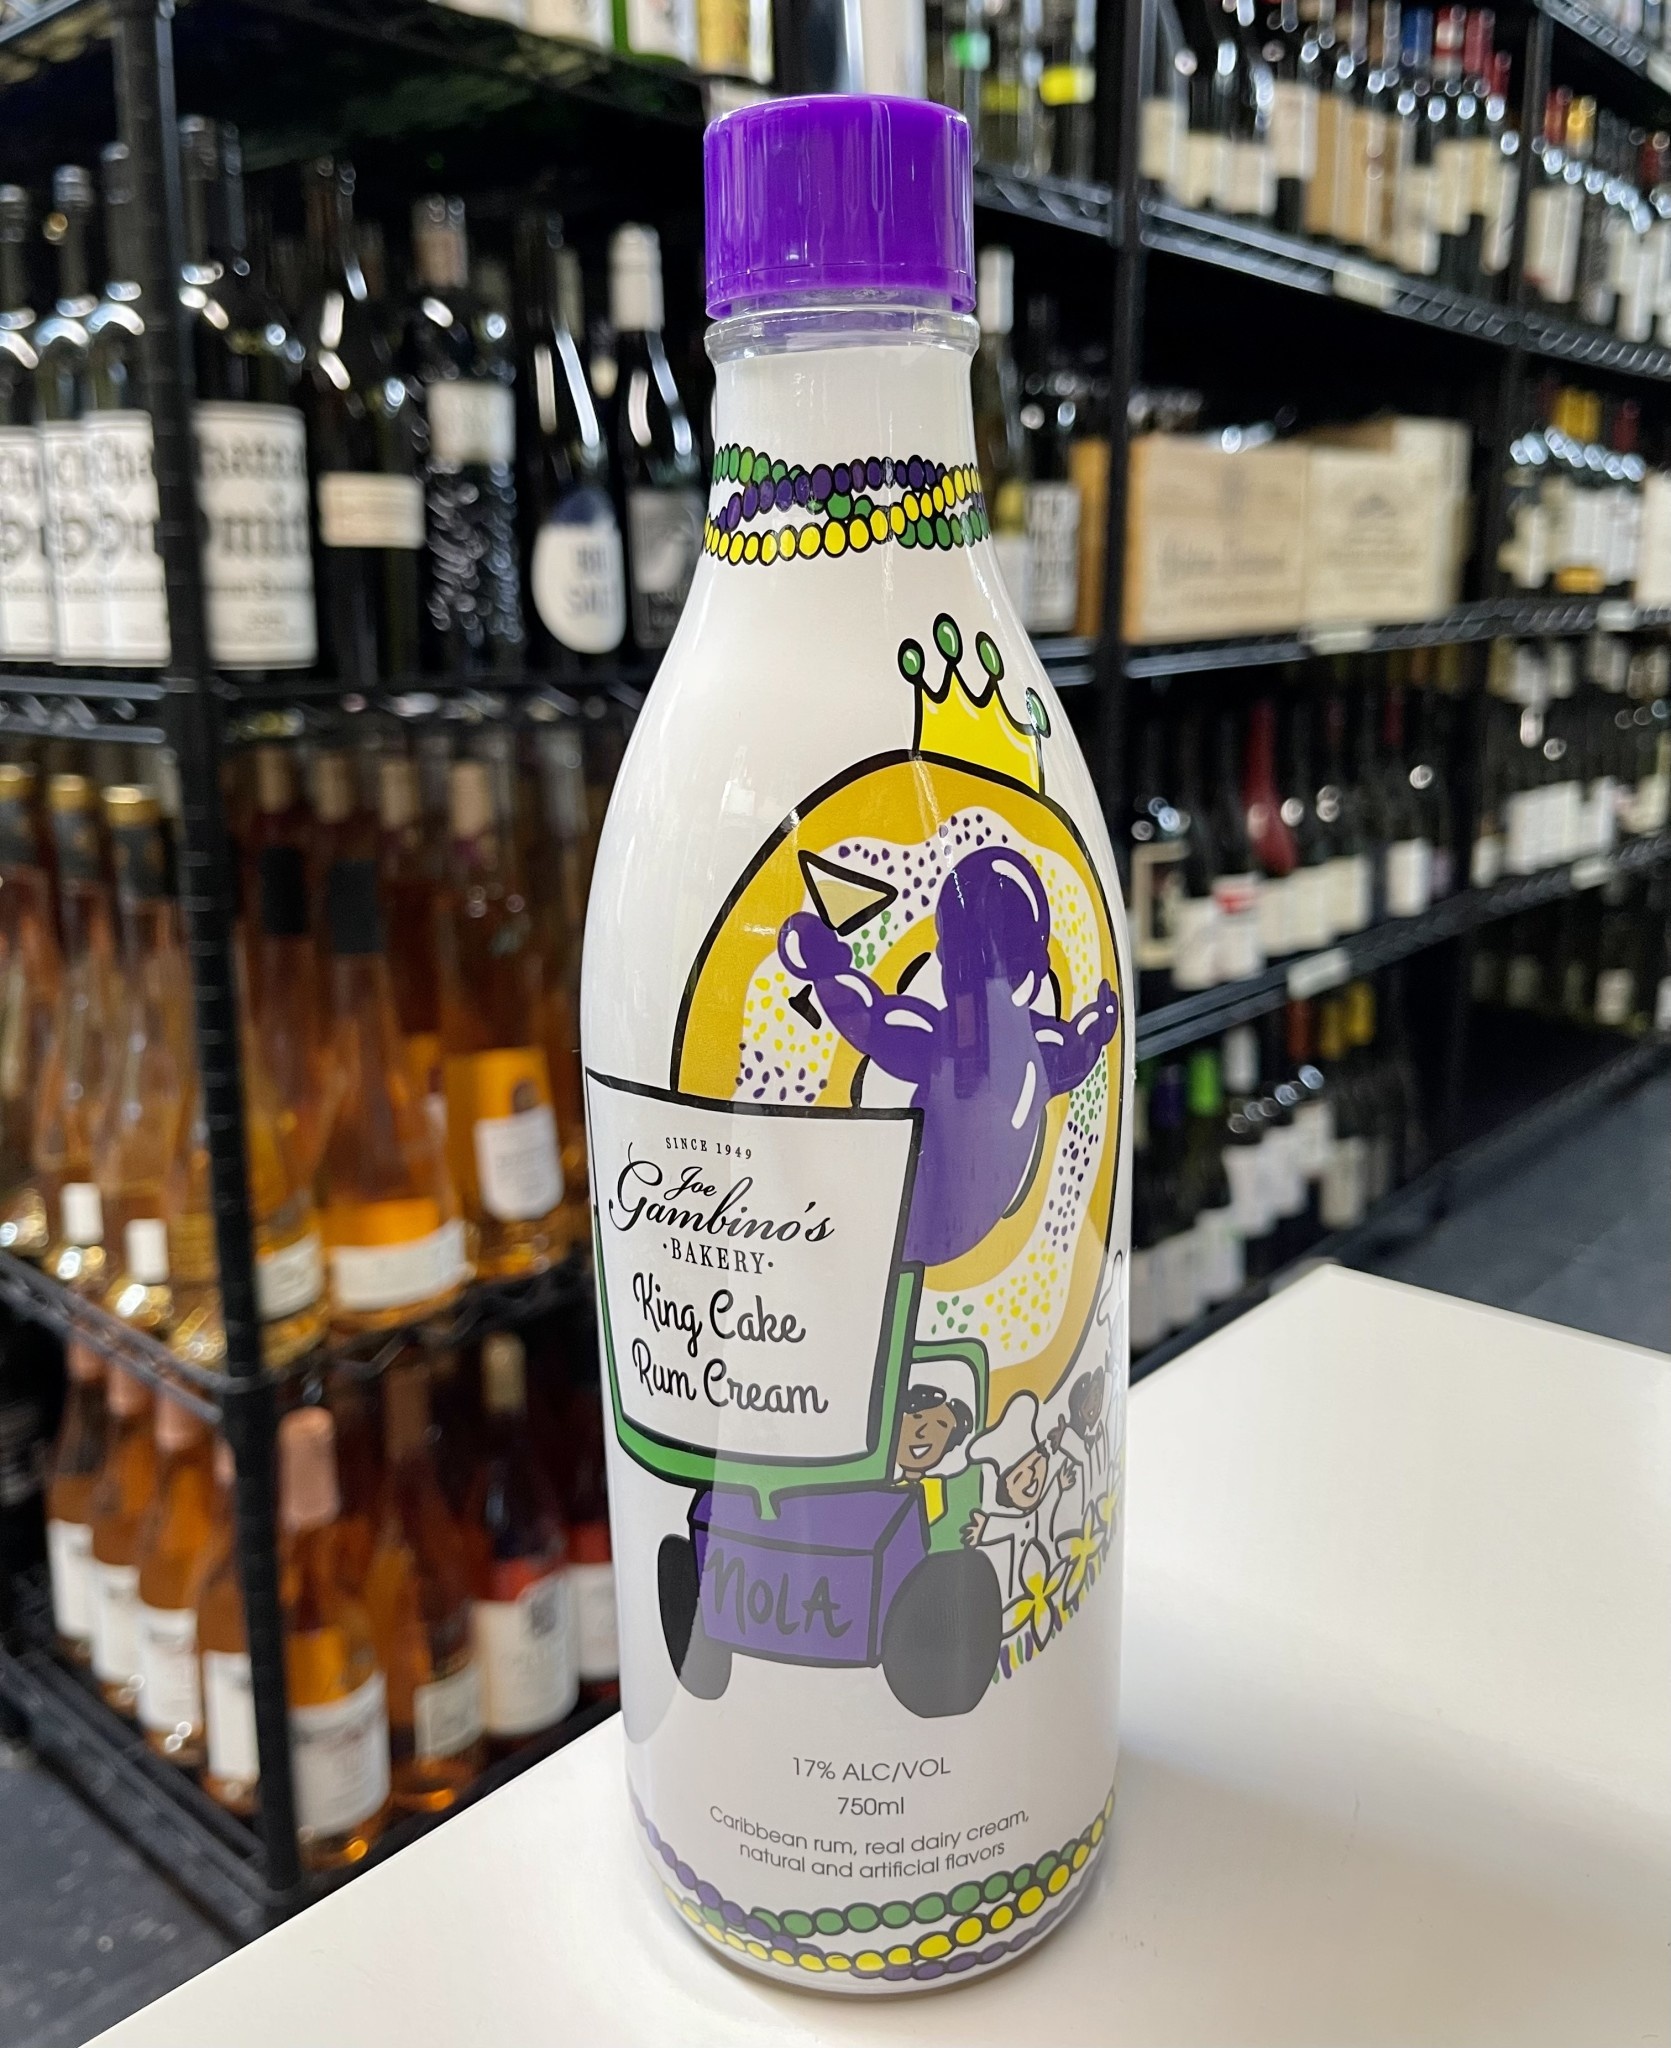 SINCE 1949
Joe
Gambino's
·BAKERY·
King Cake
Rum Cream
NOLA
17% ALC/VOL
750ml
Caribbean rum, real dairy cream,
natural and artificial flavors